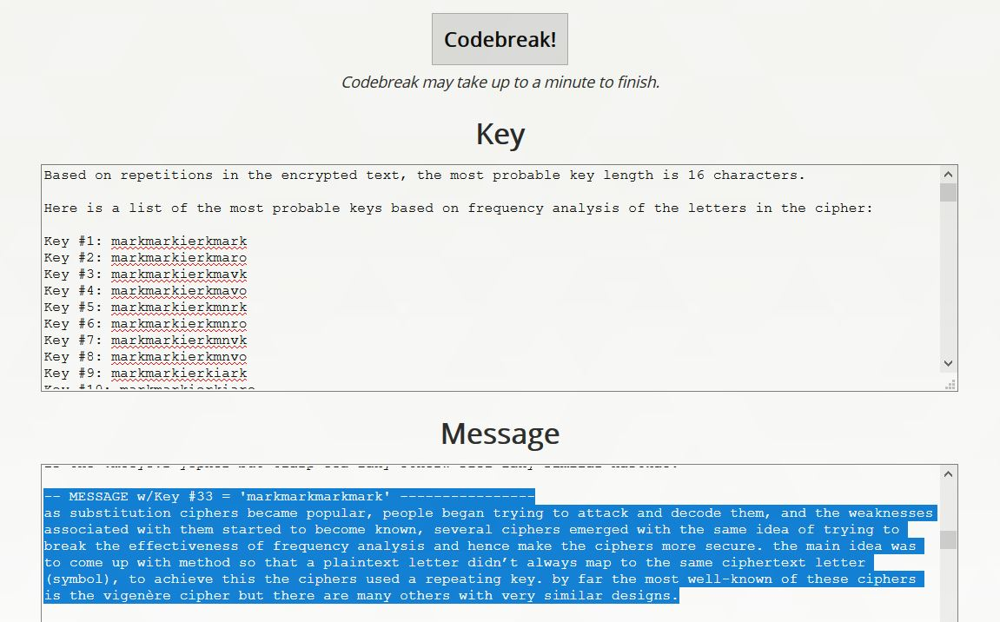 Codebreak!
Codebreak may take up to a minute to finish.
Key
Based on repetitions in the encrypted text, the most probable key length is 16 characters.
Here is a list of the most probable keys based on frequency analysis of the letters in the cipher:
Key #1: markmarkierkmark
Key #2: markmarkierkmaro
Key #3: markmarkierkmavk
Key #4: markmarkierkmavo
Key #5: markmarkierkmnrk
Key #6: markmarkierkmnro
Key #7: markmarkierkmnvk
Key #8: markmarkierkmnvo
Key #9: markmarkierkiark
Message
-- MESSAGE w/Key #33 = 'markmarkmarkmark' ----------------
as substitution ciphers became popular, people began trying to attack and decode them, and the weaknesses
associated with them started to become known, several ciphers emerged with the same idea of trying to
break the effectiveness of frequency analysis and hence make the ciphers more secure. the main idea was
to come up with method so that a plaintext letter didn’t always map to the same ciphertext letter
(symbol), to achieve this the ciphers used a repeating key. by far the most well-known of these ciphers
is the vigenère cipher but there are many others with very similar designs.